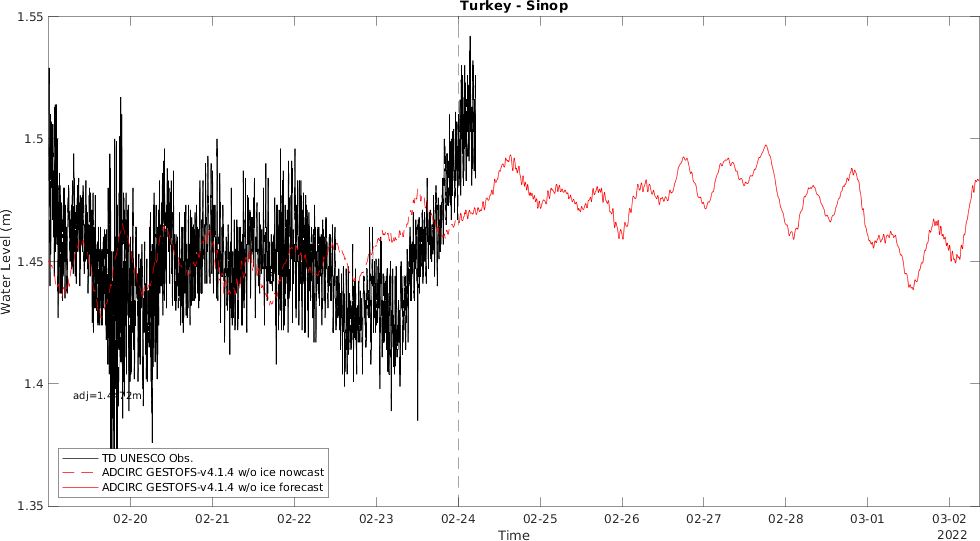 Turkey - Sinop
1.55
1.5
1.45
1.4
1.35
Water Level (m)
TD UNESCO Obs.
ADCIRC GESTOFS-v4.1.4 w/o ice nowcast
ADCIRC GESTOFS-v4.1.4 w/o ice forecast
02-20 02-21 02-22 02-23 02-24 02-25 02-26 02-27 02-28 03-01 03-02
Time
2022